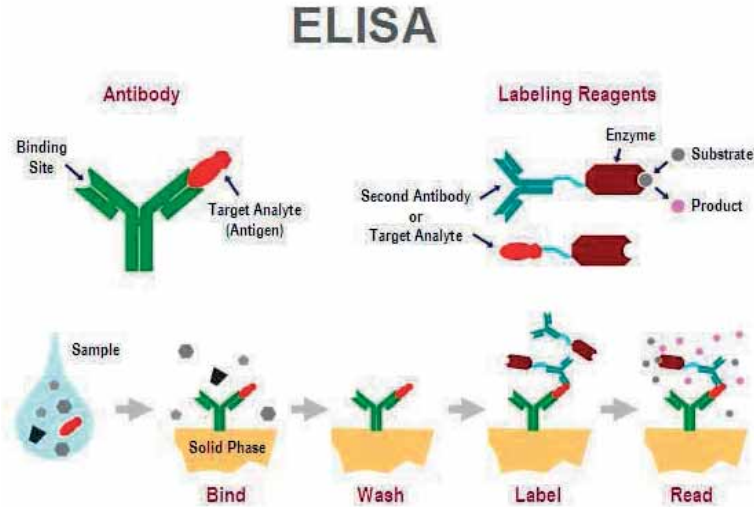 ELISA
Antibody
Labeling Reagents
Binding
Site
Target Analyte
(Antigen)
Enzyme
Substrate
Second Antibody
or
Target Analyte
Product
Sample
Solid Phase
Bind
Wash
Label
Read